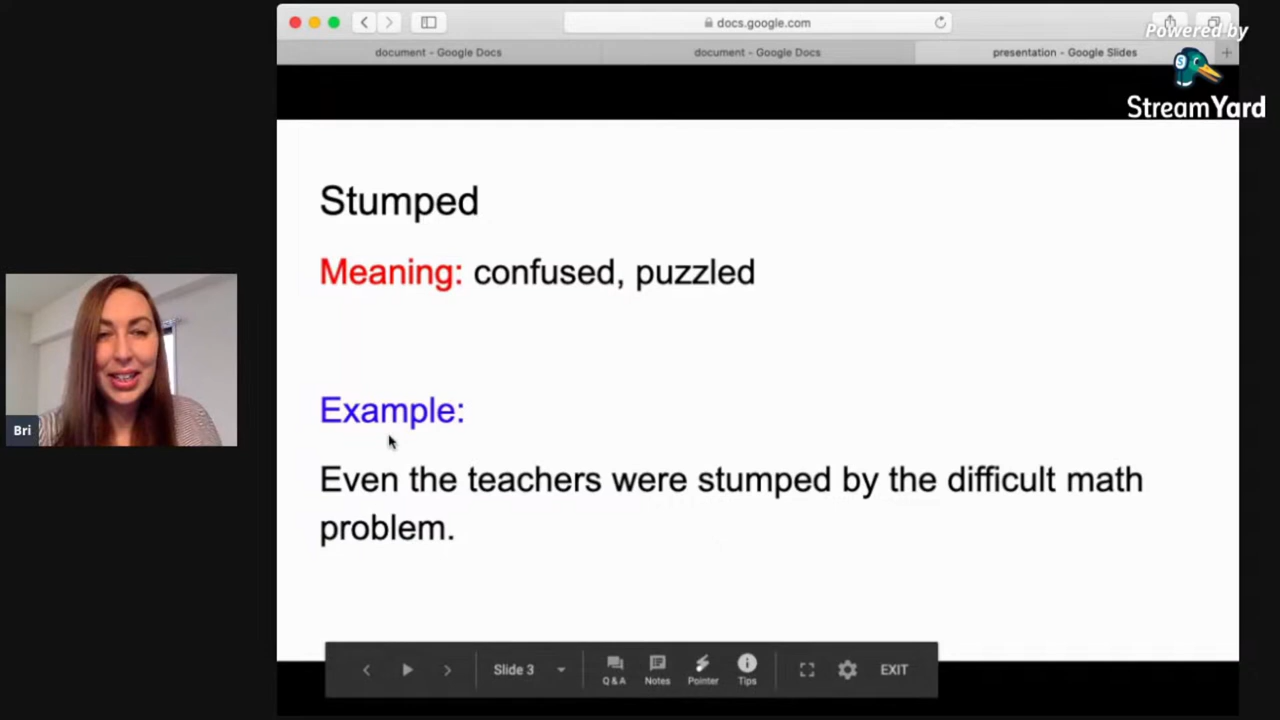 docs.google.com
Powered by
document - Google Docs
document - Google Docs
presentation - Google Slides
StreamYard
Stumped
Meaning: confused, puzzled
Bri
Example:
Even the teachers were stumped by the difficult math
problem.
Slide 3
Q&A
Notes
Pointer
Tips
EXIT